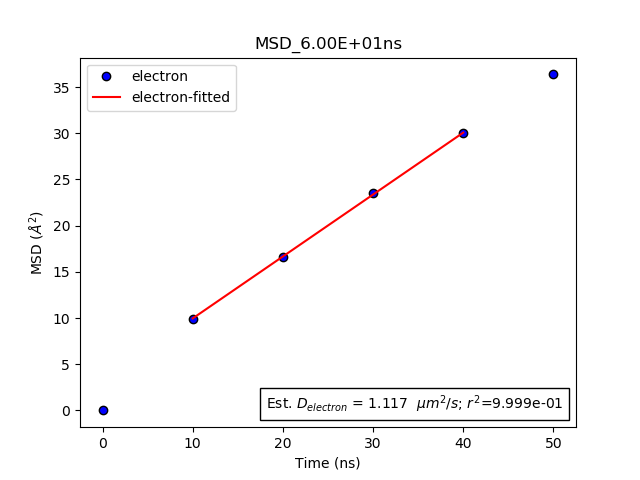 MSD_6.00E+01ns
electron
electron-fitted
MSD (Å²)
35
30
25
20
15
10
5
0
Est. D_electron = 1.117 μm²/s; r²=9.999e-01
0 10 20 30 40 50
Time (ns)